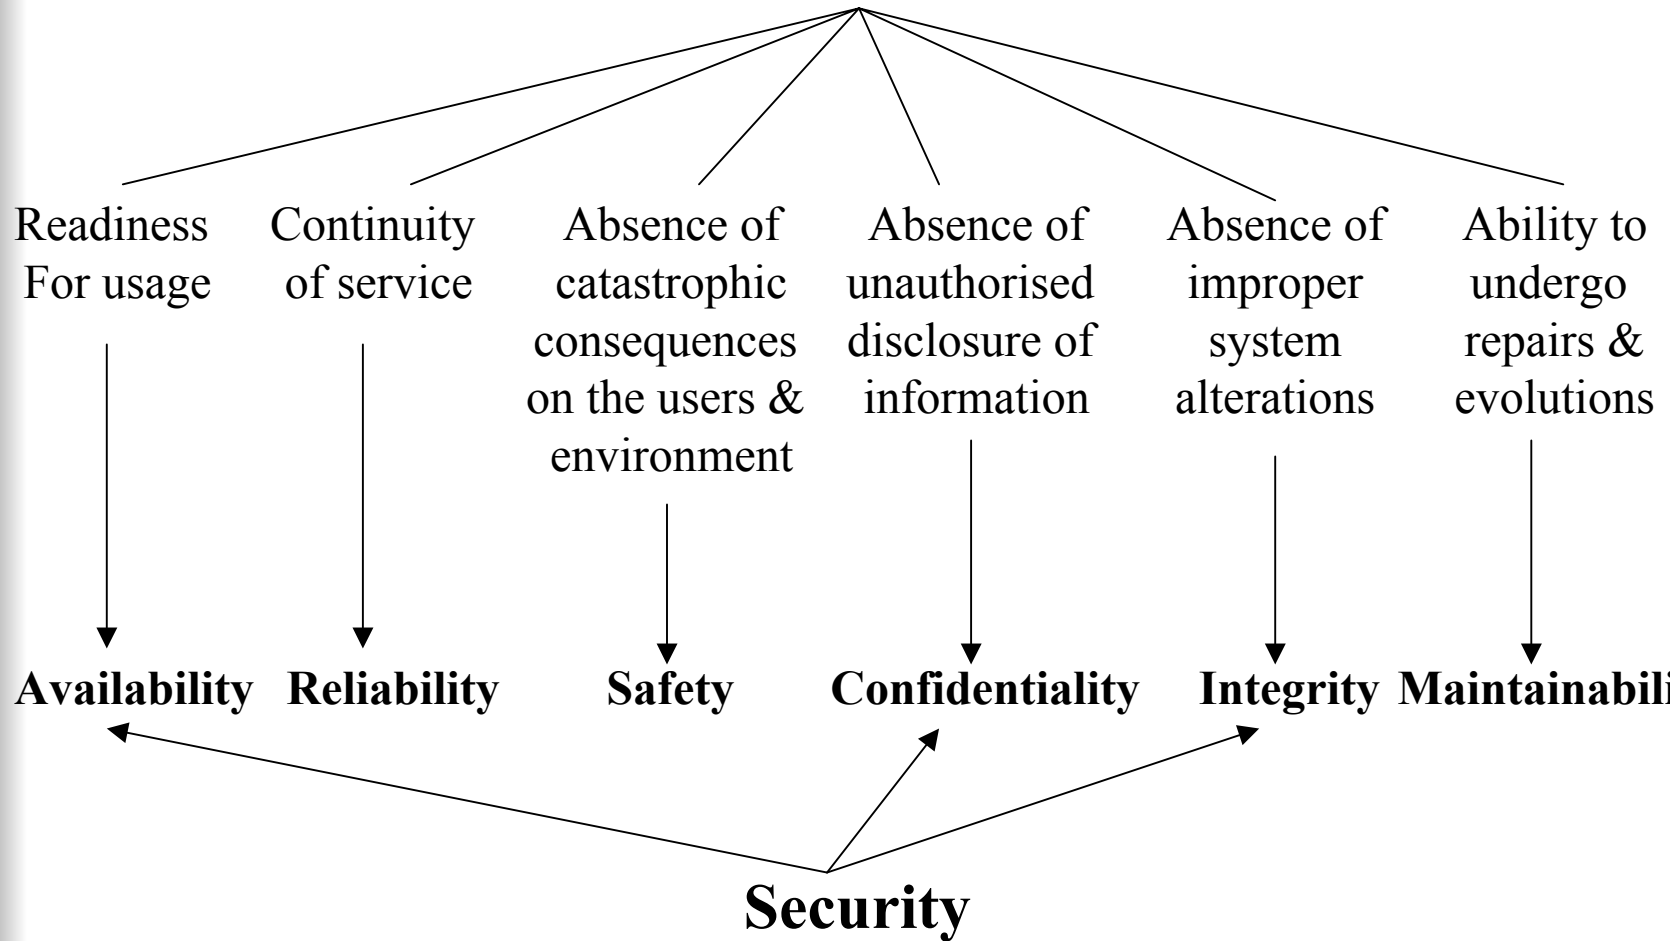 Readiness
For usage
Continuity
of service
Absence of
catastrophic
consequences
on the users &
environment
Absence of
unauthorised
disclosure of
information
Absence of
improper
system
alterations
Ability to
undergo
repairs &
evolutions
Availability
Reliability
Safety
Confidentiality
Integrity
Maintainabili
Security